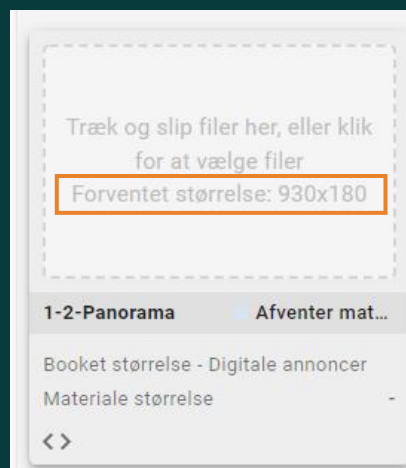 Træk og slip filer her, eller klik
for at vælge filer
Forventet størrelse: 930x180
1-2-Panorama Afventer mat...
Booket størrelse - Digitale annoncer
Materiale størrelse -